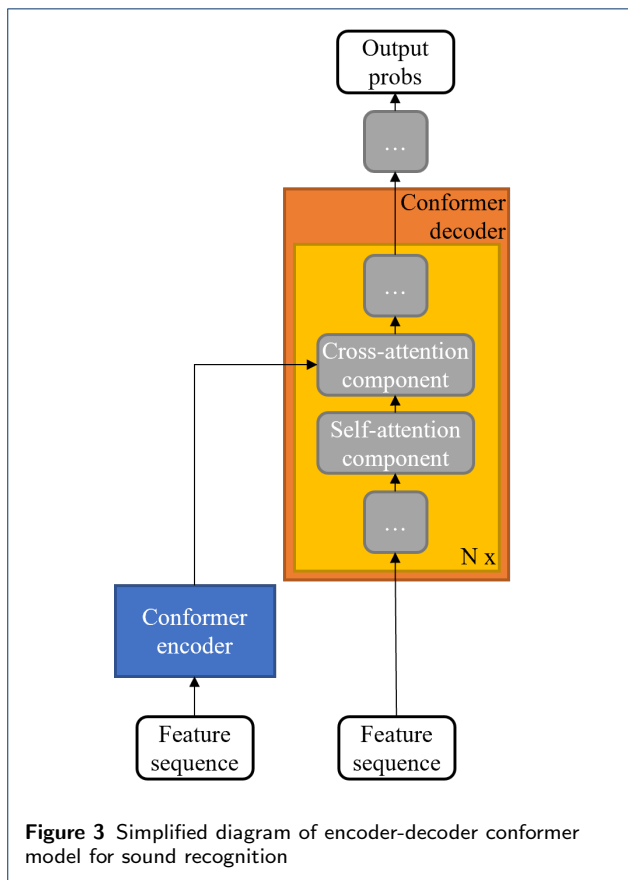 Output
probs
...
Conformer
decoder
...
Cross-attention
component
Self-attention
component
...
N x
Conformer
encoder
Feature
sequence
Feature
sequence
Figure 3 Simplified diagram of encoder-decoder conformer
model for sound recognition